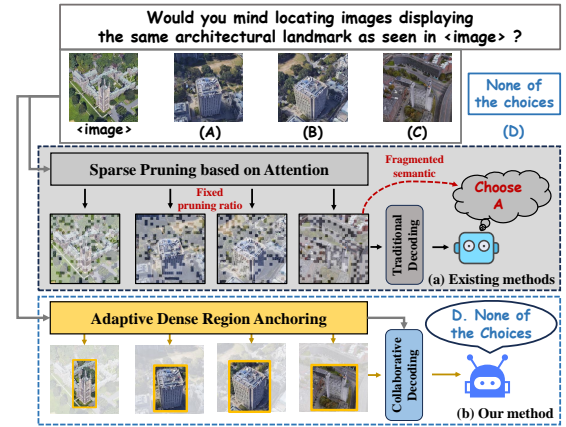 Would you mind locating images displaying
the same architectural landmark as seen in <image> ?
<image>
(A)
(B)
(C)
None of
the choices
(D)
Sparse Pruning based on Attention
Fixed
pruning ratio
Fragmented
semantic
Choose
A
Traditional
Decoding
(a) Existing methods
Adaptive Dense Region Anchoring
Collaborative
Decoding
D. None of
the Choices
(b) Our method